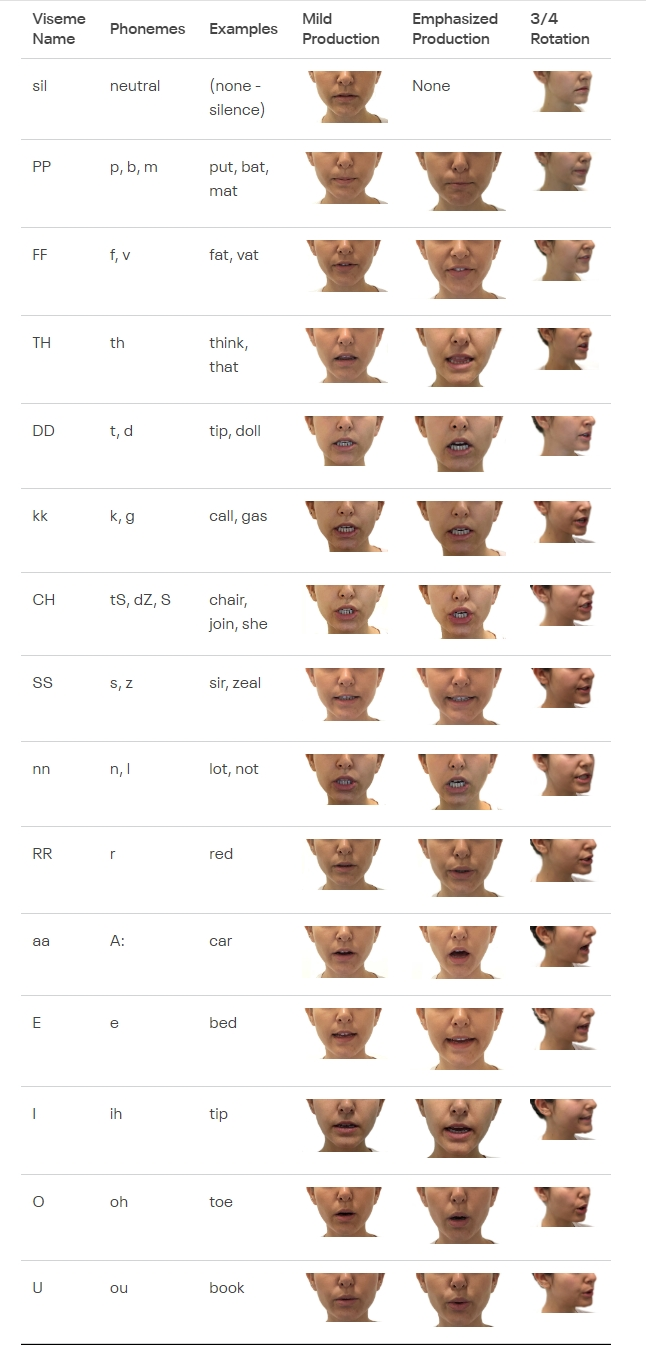 Viseme Name Phonemes Examples Mild Production Emphasized Production 3/4 Rotation
sil neutral (none - silence) None
PP p, b, m put, bat, mat
FF f, v fat, vat
TH th think, that
DD t, d tip, doll
kk k, g call, gas
CH tS, dZ, S chair, join, she
SS s, z sir, zeal
nn n, l lot, not
RR r red
aa A: car
E e bed
I ih tip
O oh toe
U ou book